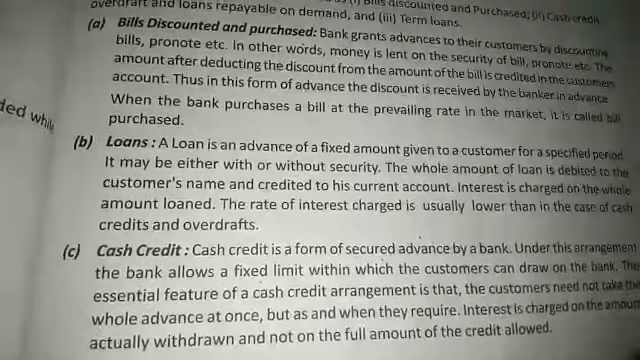 overdraft and loans repayable on demand, and (iii) Term loans.
Bills discounted and Purchased; (ii) Cash credit
(a) Bills Discounted and purchased: Bank grants advances to their customers by discounting
bills, pronote etc. In other words, money is lent on the security of bill, pronote etc. The
amount after deducting the discount from the amount of the bill is credited in the customers
account. Thus in this form of advance the discount is received by the banker in advance
When the bank purchases a bill at the prevailing rate in the market, it is called bill
purchased.
ded while
(b) Loans : A Loan is an advance of a fixed amount given to a customer for a specified period
It may be either with or without security. The whole amount of loan is debited to the
customer's name and credited to his current account. Interest is charged on the whole
amount loaned. The rate of interest charged is usually lower than in the case of cash
credits and overdrafts.
(c) Cash Credit : Cash credit is a form of secured advance by a bank. Under this arrangement
the bank allows a fixed limit within which the customers can draw on the bank. The
essential feature of a cash credit arrangement is that, the customers need not take the
whole advance at once, but as and when they require. Interest is charged on the amount
actually withdrawn and not on the full amount of the credit allowed.